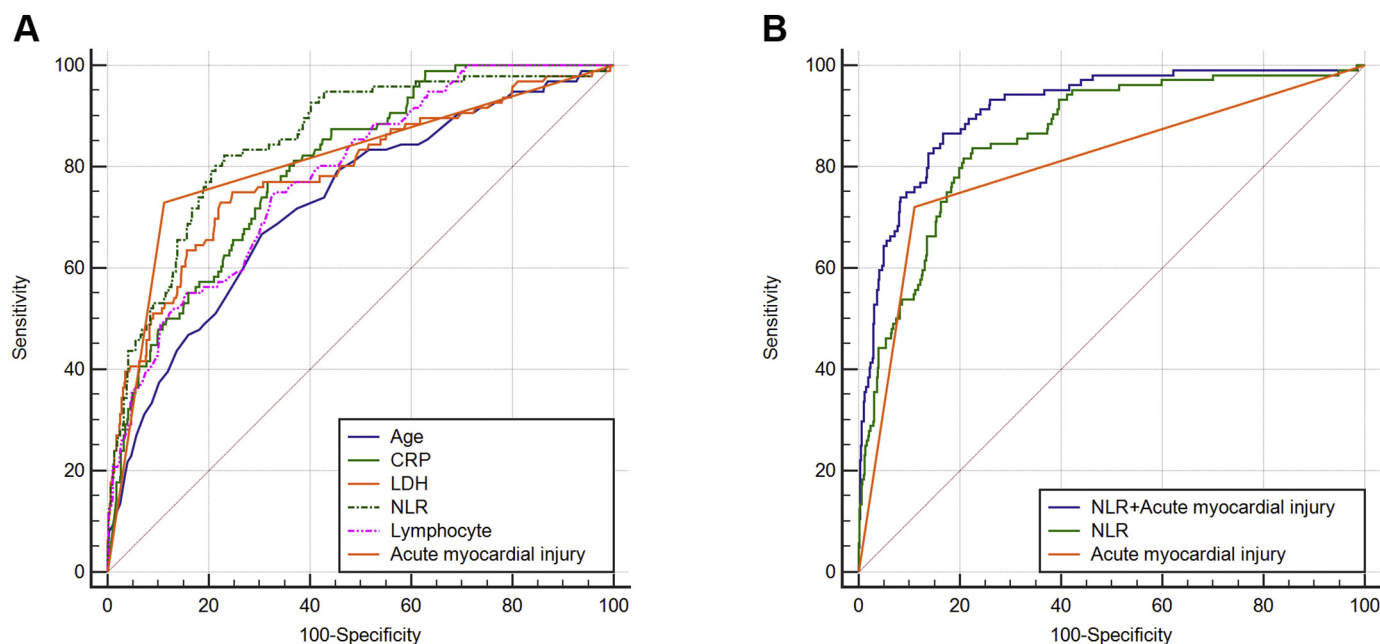 A
100
80
60
40
20
0
Sensitivity
0 20 40 60 80 100
100-Specificity
Age
CRP
LDH
NLR
Lymphocyte
Acute myocardial injury
B
100
80
60
40
20
0
Sensitivity
0 20 40 60 80 100
100-Specificity
NLR+Acute myocardial injury
NLR
Acute myocardial injury